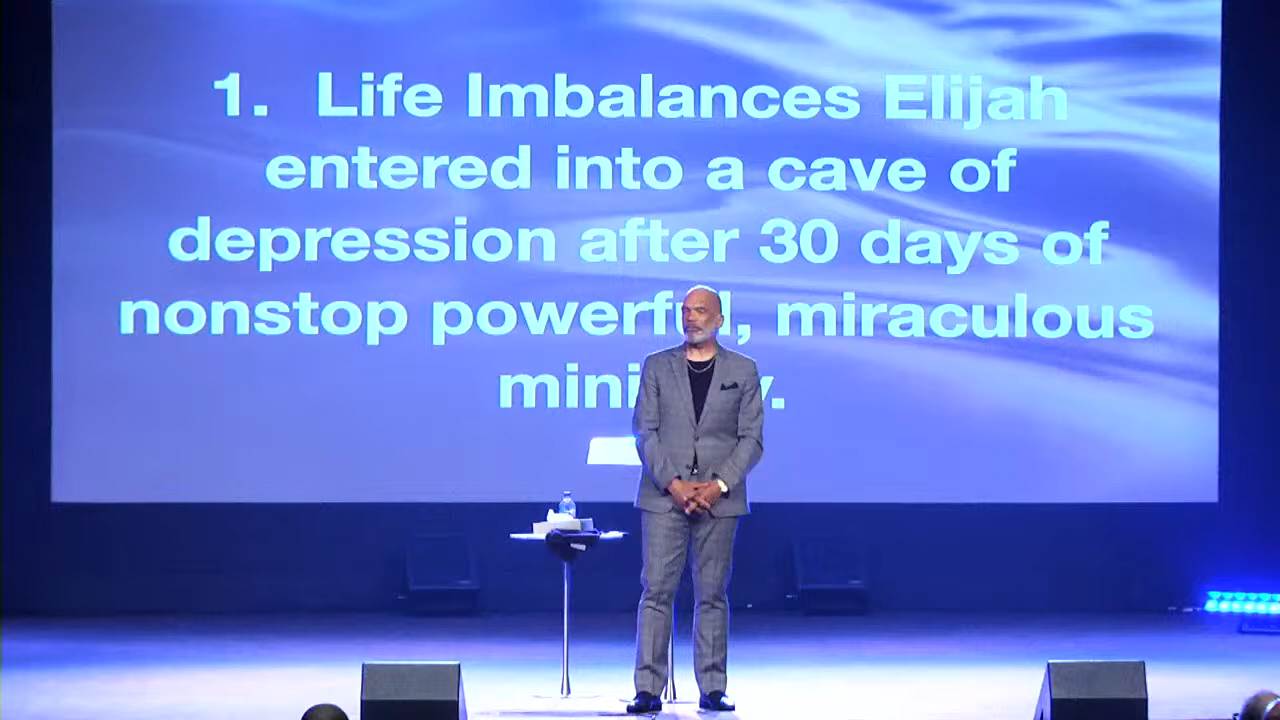 1. Life Imbalances Elijah
entered into a cave of
depression after 30 days of
nonstop powerful, miraculous